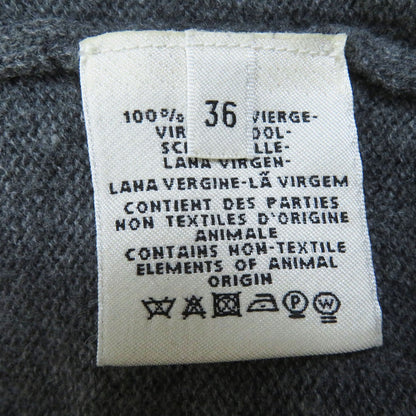 36
100% VIERGE-
VIR OOL-
SCH LLE-
LANA VIRGEN-
LANA VERGINE-LÃ VIRGEM
CONTIENT DES PARTIES
NON TEXTILES D'ORIGINE
ANIMALE
CONTAINS NON-TEXTILE
ELEMENTS OF ANIMAL
ORIGIN
P W